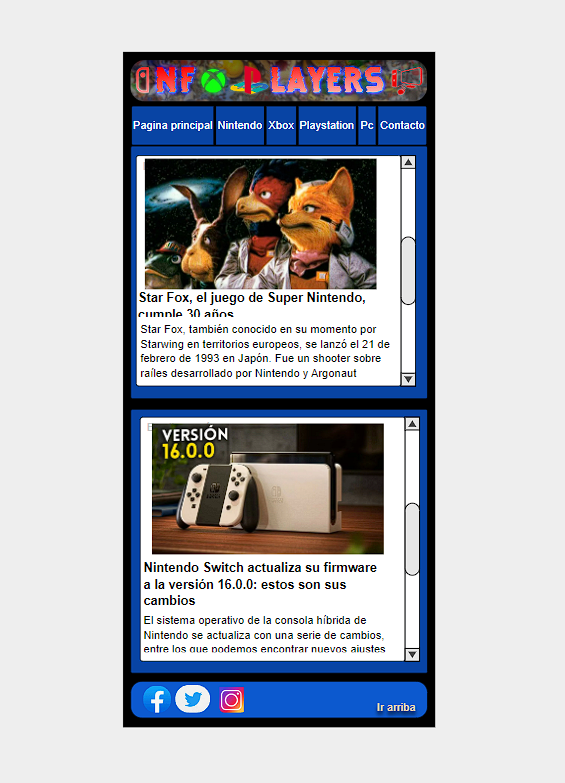 INFO PLAYERS
Pagina principal Nintendo Xbox Playstation Pc Contacto
Star Fox, el juego de Super Nintendo,
cumple 30 años
Star Fox, también conocido en su momento por
Starwing en territorios europeos, se lanzó el 21 de
febrero de 1993 en Japón. Fue un shooter sobre
raíles desarrollado por Nintendo y Argonaut
VERSIÓN
16.0.0
Nintendo Switch actualiza su firmware
a la versión 16.0.0: estos son sus
cambios
El sistema operativo de la consola híbrida de
Nintendo se actualiza con una serie de cambios,
entre los que podemos encontrar nuevos ajustes
Ir arriba